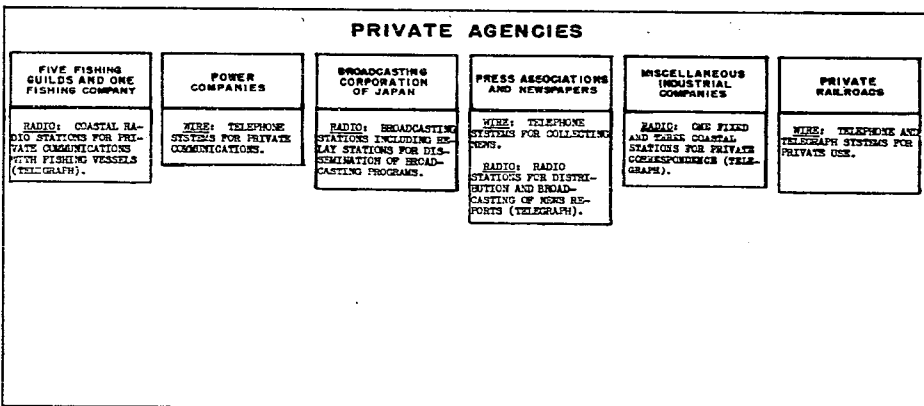 PRIVATE AGENCIES
FIVE FISHING
GUILDS AND ONE
FISHING COMPANY
RADIO: COASTAL RA-
DIO STATIONS FOR PRI-
VATE COMMUNICATIONS
WITH FISHING VESSELS
(TELEGRAPH).
POWER
COMPANIES
WIRE: TELEPHONE
SYSTEMS FOR PRIVATE
COMMUNICATIONS.
BROADCASTING
CORPORATION
OF JAPAN
RADIO: BROADCASTING
STATIONS INCLUDING RE-
LAY STATIONS FOR DIS-
SEMINATION OF BROAD-
CASTING PROGRAMS.
PRESS ASSOCIATIONS
AND NEWSPAPERS
WIRE: TELEPHONE
SYSTEMS FOR COLLECTING
NEWS.
RADIO: RADIO
STATIONS FOR DISTRI-
BUTION AND BROAD-
CASTING OF NEWS RE-
PORTS (TELEGRAPH).
MISCELLANEOUS
INDUSTRIAL
COMPANIES
RADIO: ONE FIXED
AND THREE COASTAL
STATIONS FOR PRIVATE
CORRESPONDENCE (TELE-
GRAPH).
PRIVATE
RAILROADS
WIRE: TELEPHONE AND
TELEGRAPH SYSTEMS FOR
PRIVATE USE.